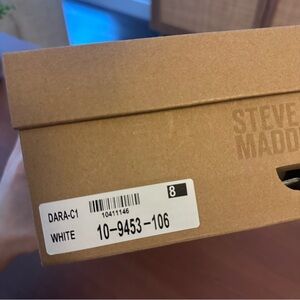 STEVE
MADD
8
DARA-C1
10411146
WHITE
10-9453-106